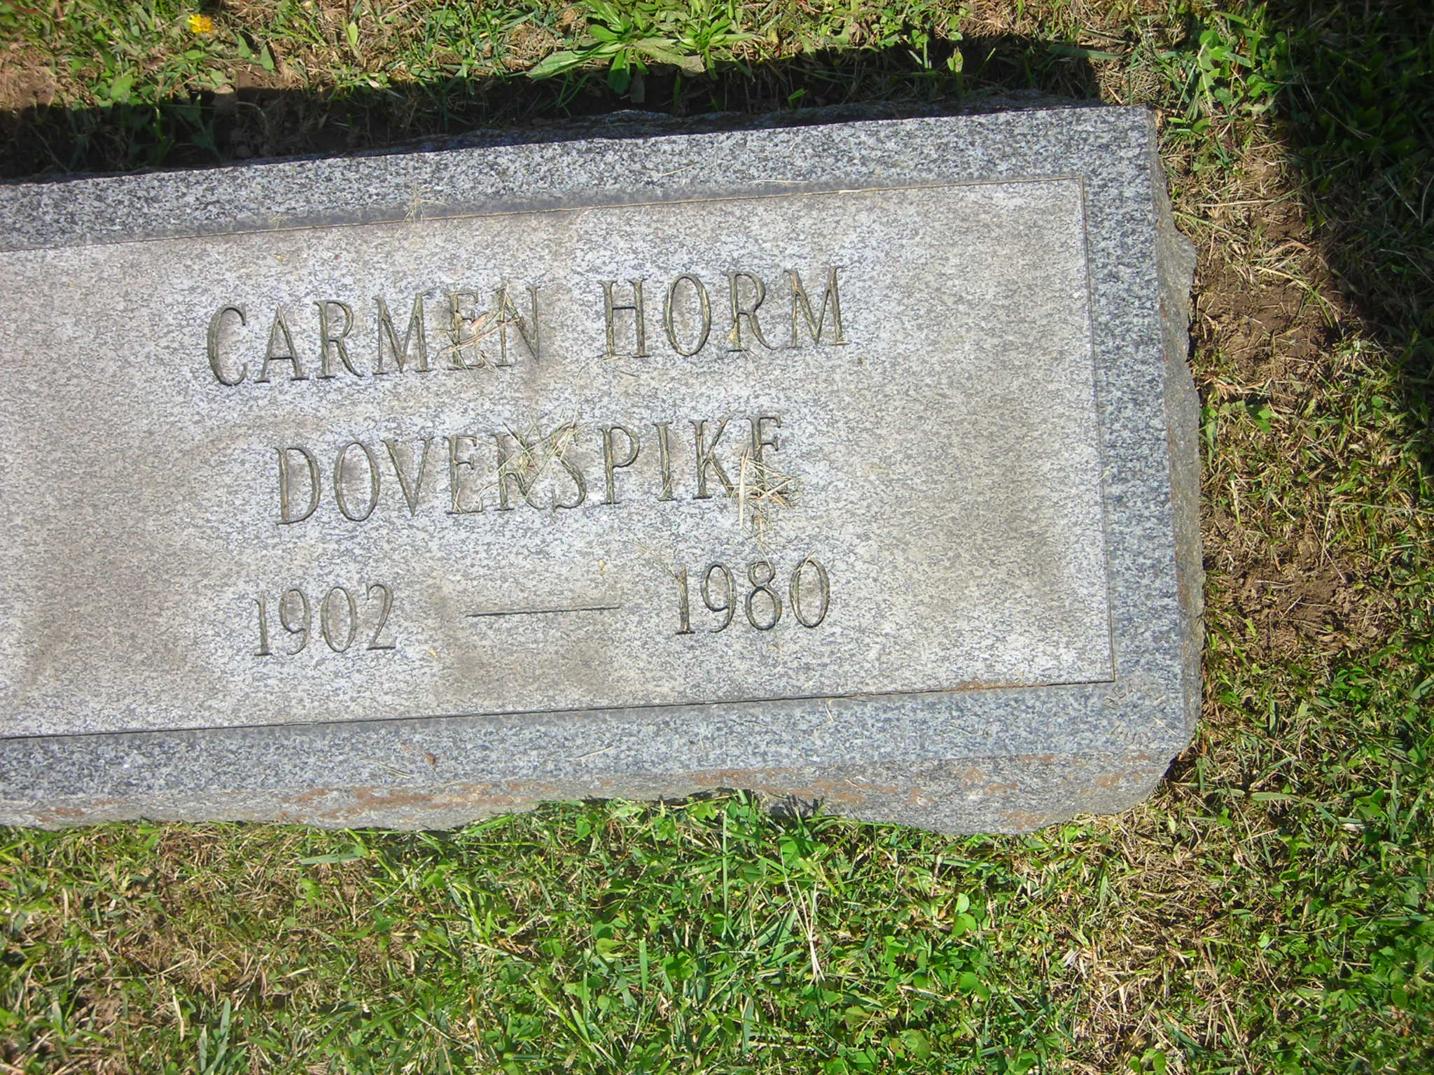 CARMEN HORM
DOVERSPIKE
1902 — 1980